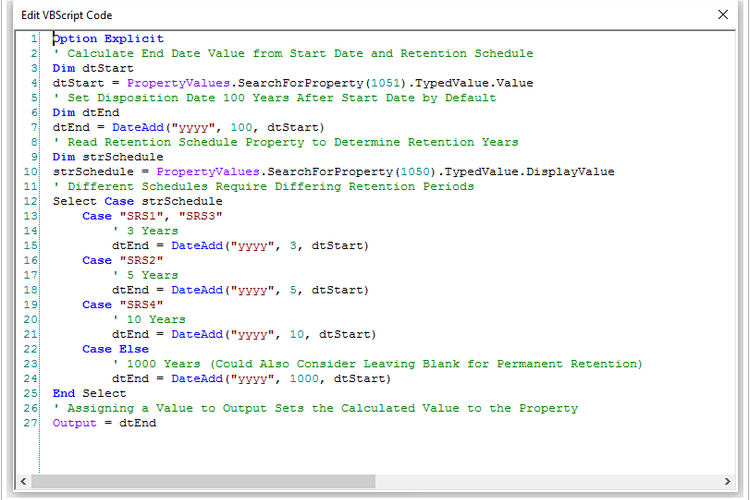 Edit VBScript Code
1 Option Explicit
2 ' Calculate End Date Value from Start Date and Retention Schedule
3 Dim dtStart
4 dtStart = PropertyValues.SearchForProperty(1051).TypedValue.Value
5 ' Set Disposition Date 100 Years After Start Date by Default
6 Dim dtEnd
7 dtEnd = DateAdd("yyyy", 100, dtStart)
8 ' Read Retention Schedule Property to Determine Retention Years
9 Dim strSchedule
10 strSchedule = PropertyValues.SearchForProperty(1050).TypedValue.DisplayValue
11 ' Different Schedules Require Differing Retention Periods
12 Select Case strSchedule
13     Case "SRS1", "SRS3"
14         ' 3 Years
15         dtEnd = DateAdd("yyyy", 3, dtStart)
16     Case "SRS2"
17         ' 5 Years
18         dtEnd = DateAdd("yyyy", 5, dtStart)
19     Case "SRS4"
20         ' 10 Years
21         dtEnd = DateAdd("yyyy", 10, dtStart)
22     Case Else
23         ' 1000 Years (Could Also Consider Leaving Blank for Permanent Retention)
24         dtEnd = DateAdd("yyyy", 1000, dtStart)
25 End Select
26 ' Assigning a Value to Output Sets the Calculated Value to the Property
27 Output = dtEnd